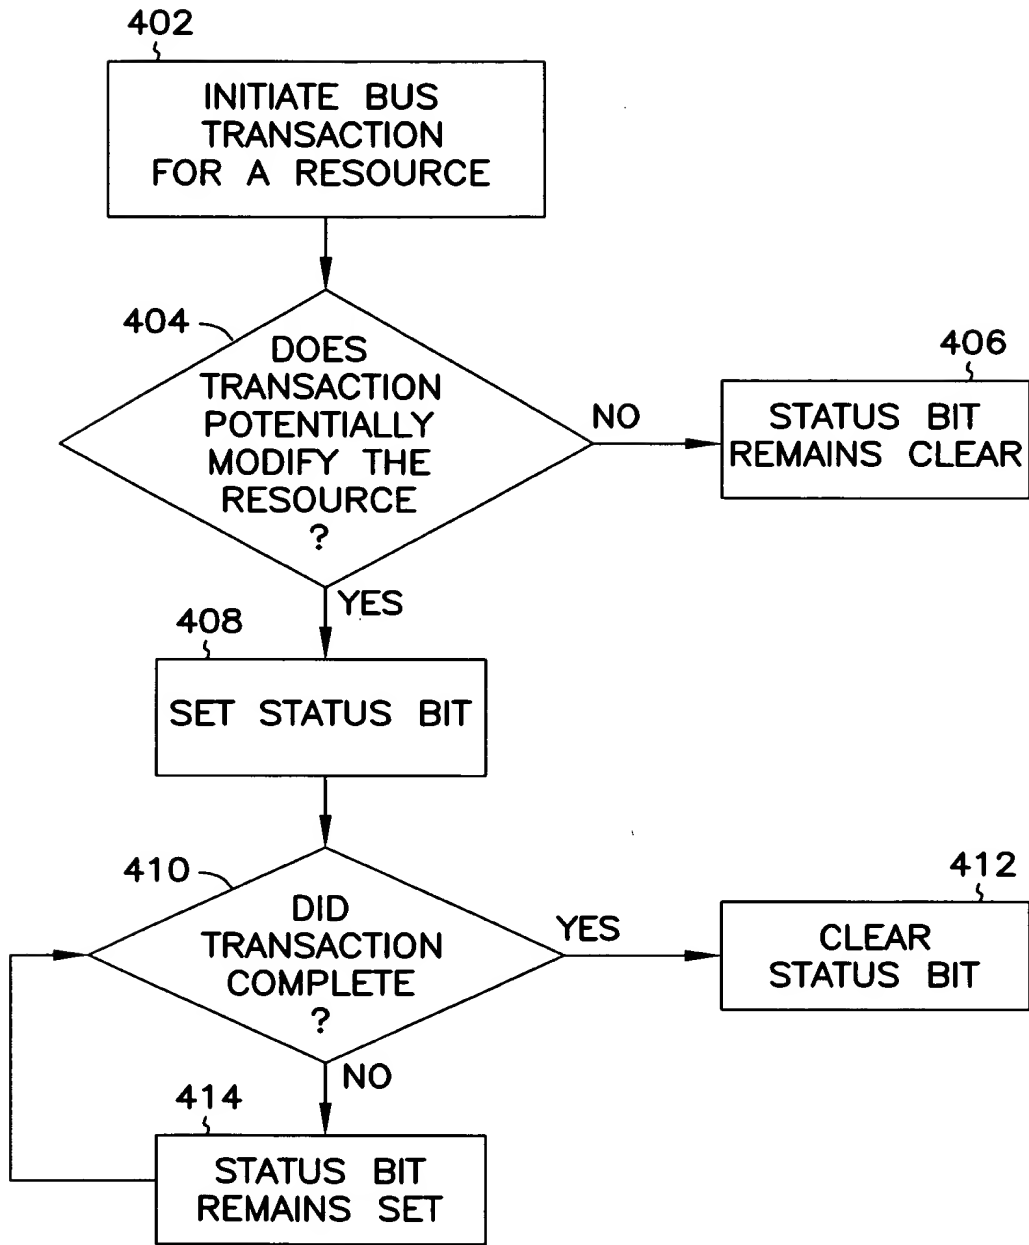 402
INITIATE BUS
TRANSACTION
FOR A RESOURCE
404
DOES
TRANSACTION
POTENTIALLY
MODIFY THE
RESOURCE
?
NO
406
STATUS BIT
REMAINS CLEAR
YES
408
SET STATUS BIT
410
DID
TRANSACTION
COMPLETE
?
YES
412
CLEAR
STATUS BIT
NO
414
STATUS BIT
REMAINS SET